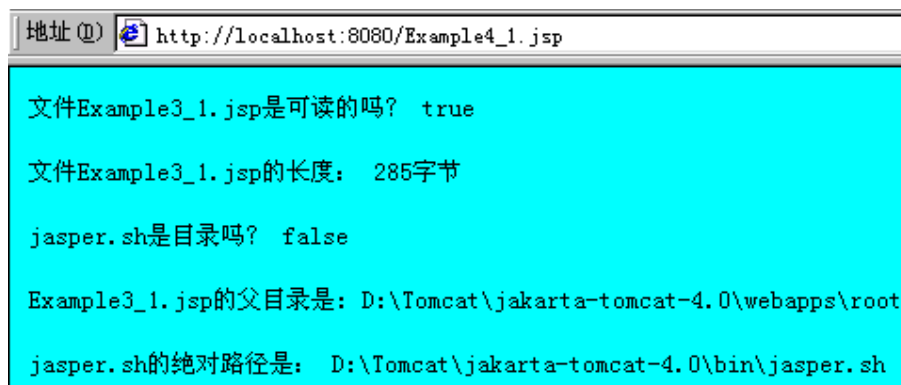 地址(D) http://localhost:8080/Example4_1.jsp
文件Example3_1.jsp是可读的吗? true
文件Example3_1.jsp的长度: 285字节
jasper.sh是目录吗? false
Example3_1.jsp的父目录是: D:\Tomcat\jakarta-tomcat-4.0\webapps\root
jasper.sh的绝对路径是: D:\Tomcat\jakarta-tomcat-4.0\bin\jasper.sh